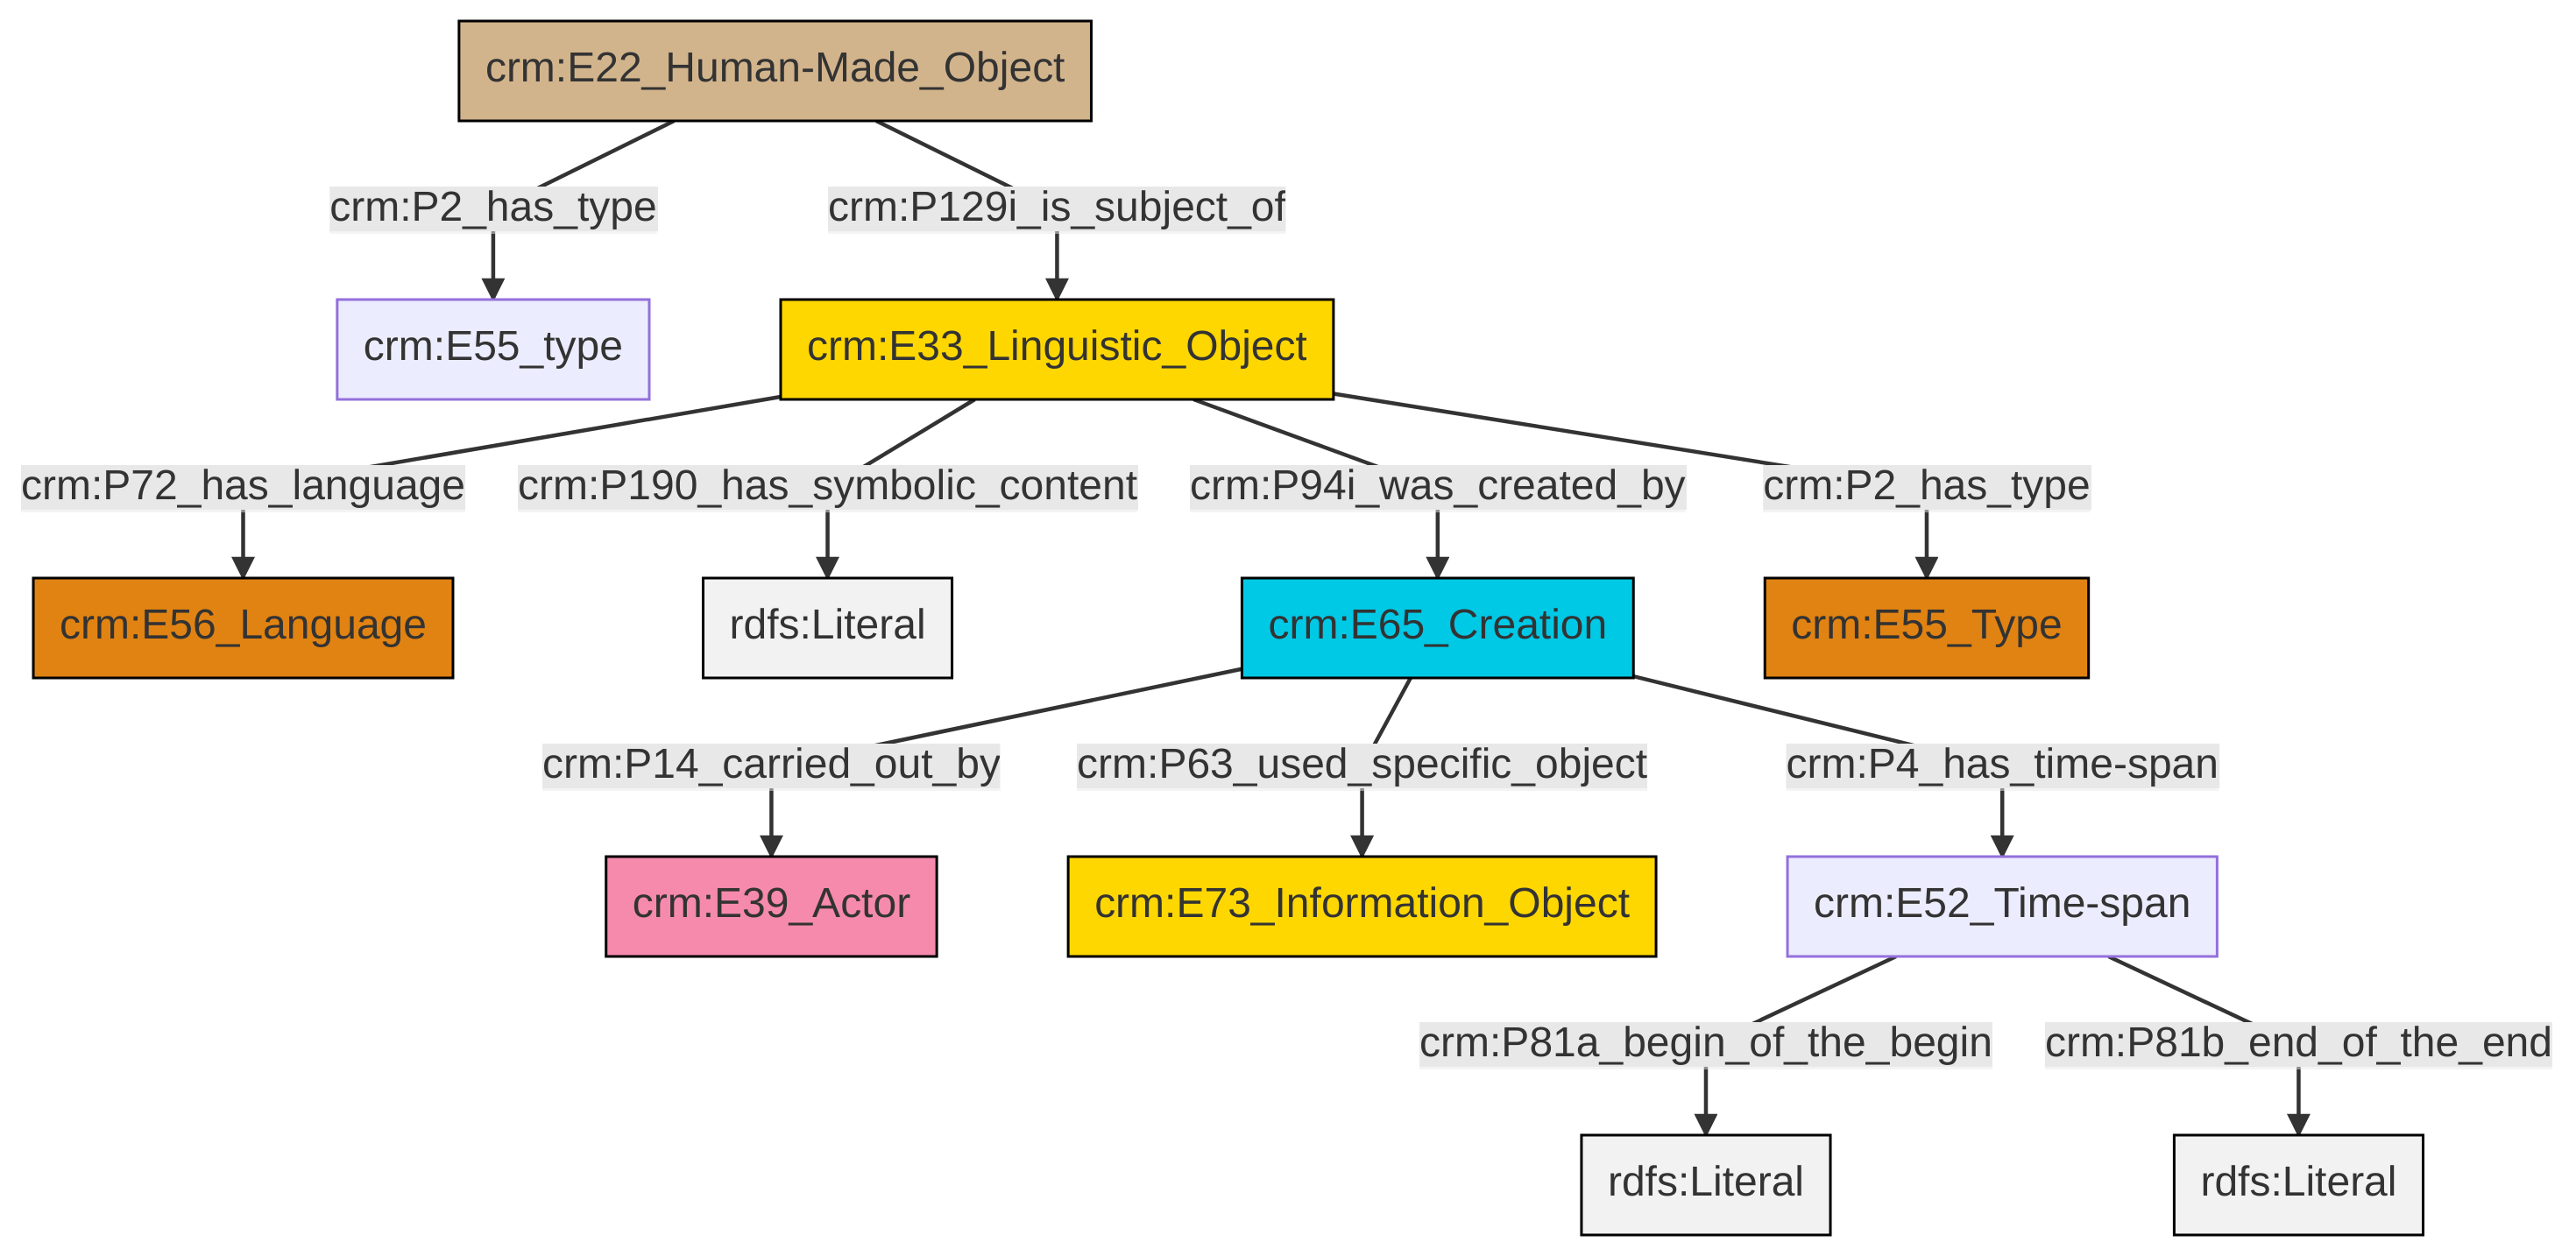 crm:E22_Human-Made_Object
crm:P2_has_type
crm:P129i_is_subject_of
crm:E55_type
crm:E33_Linguistic_Object
crm:P72_has_language
crm:P190_has_symbolic_content
crm:P94i_was_created_by
crm:P2_has_type
crm:E56_Language
rdfs:Literal
crm:E65_Creation
crm:E55_Type
crm:P14_carried_out_by
crm:P63_used_specific_object
crm:P4_has_time-span
crm:E39_Actor
crm:E73_Information_Object
crm:E52_Time-span
crm:P81a_begin_of_the_begin
crm:P81b_end_of_the_end
rdfs:Literal
rdfs:Literal